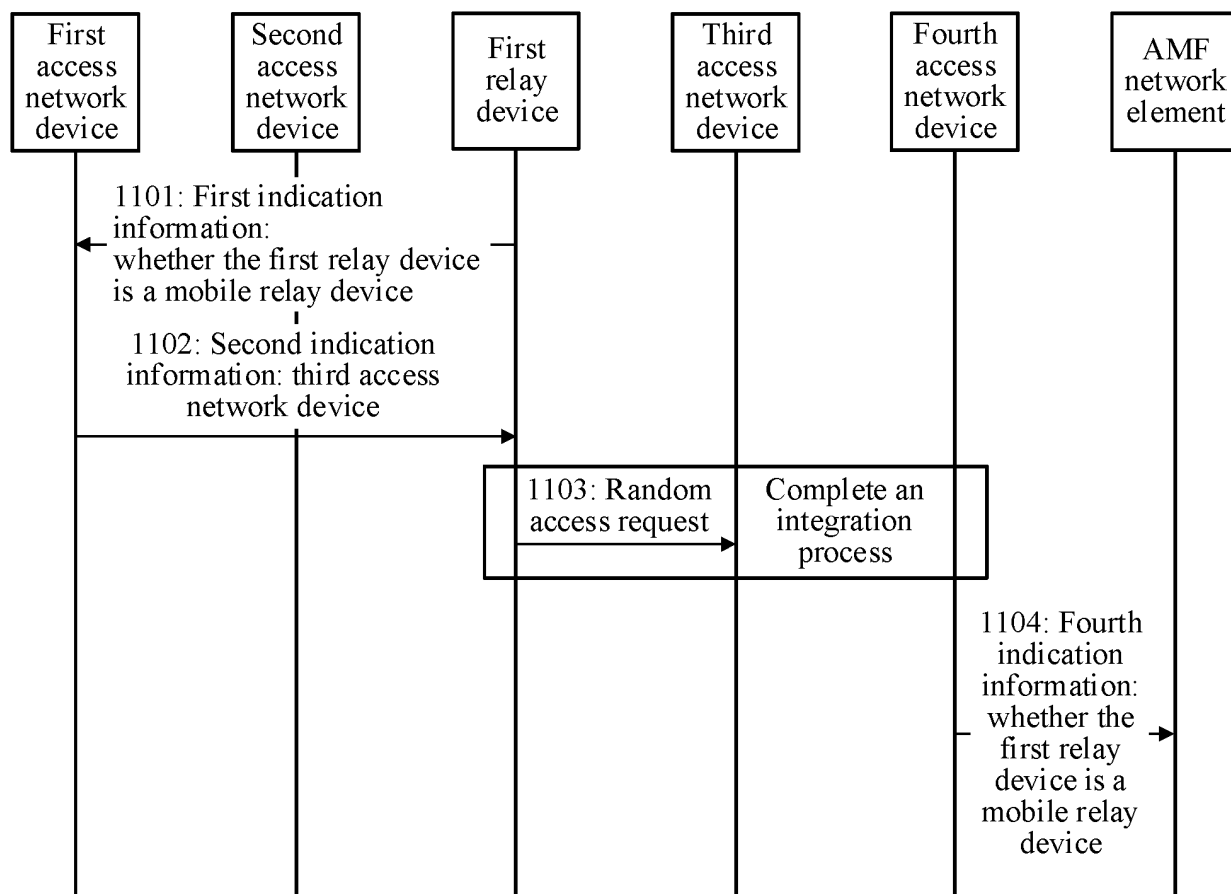 First
access
network
device
Second
access
network
device
First
relay
device
Third
access
network
device
Fourth
access
network
device
AMF
network
element
1101: First indication
information:
whether the first relay device
is a mobile relay device
1102: Second indication
information: third access
network device
1103: Random
access request
Complete an
integration
process
1104: Fourth
indication
information:
whether the
first relay
device is a
mobile relay
device